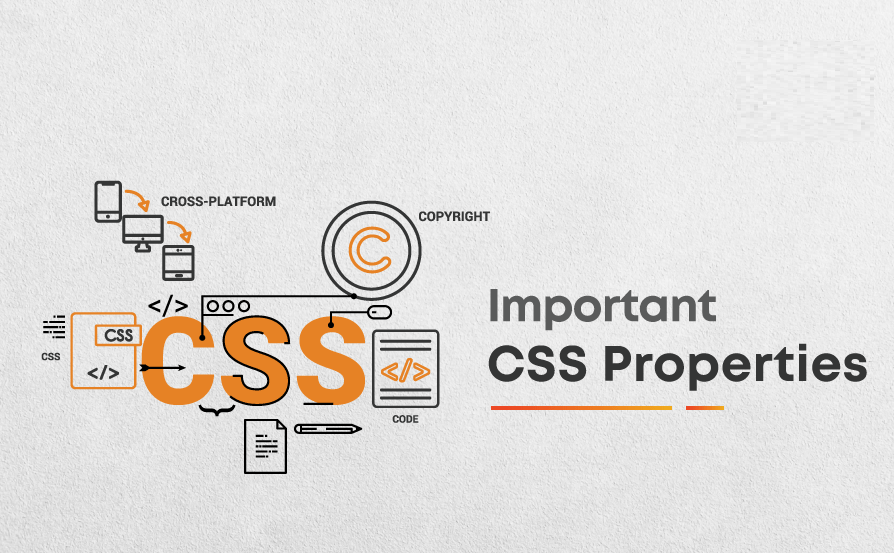 CROSS-PLATFORM
COPYRIGHT
</>
CSS
CSS
</>
CSS
</>
CODE
Important
CSS Properties